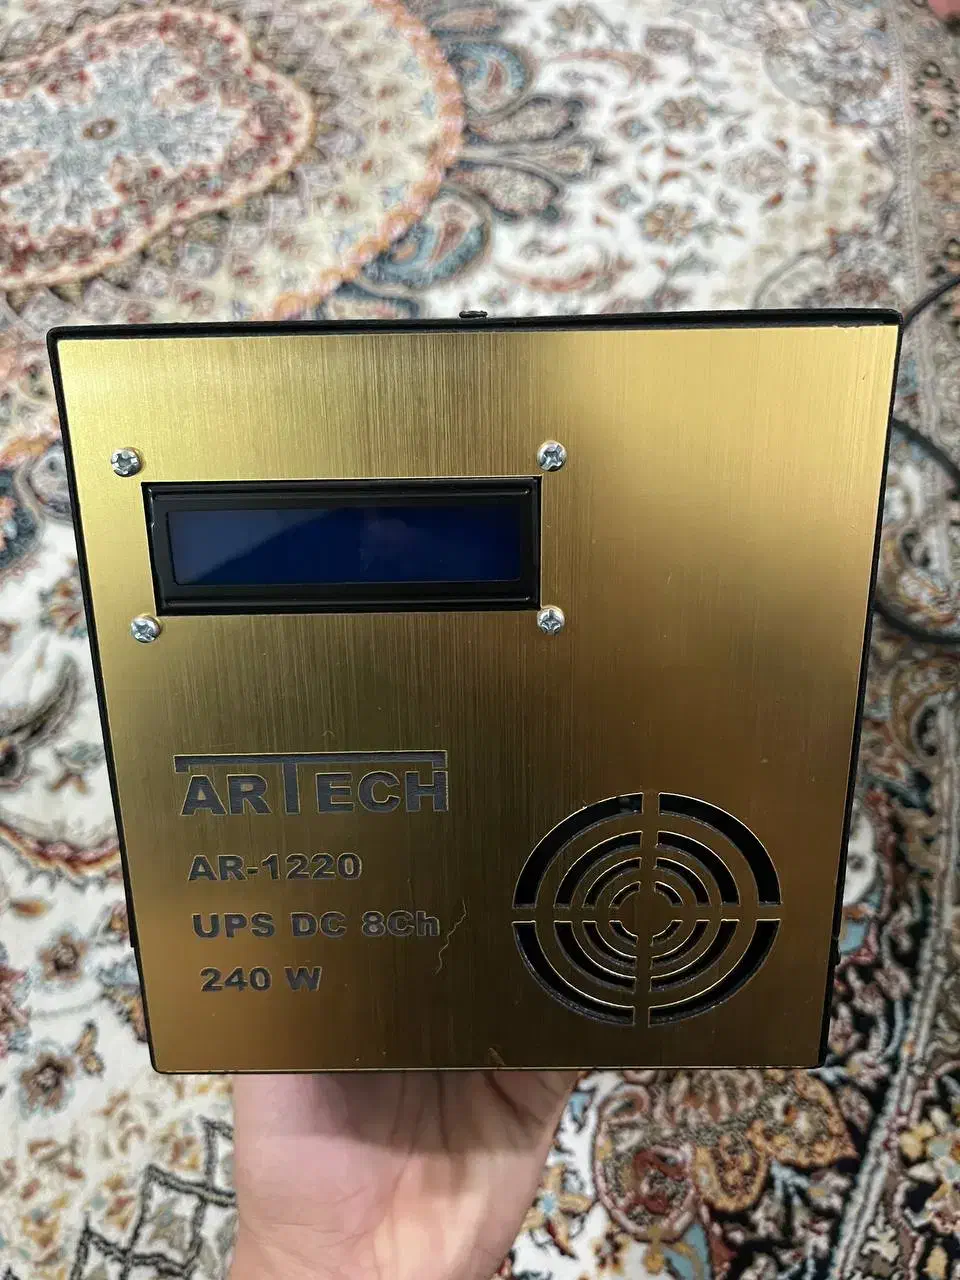 ARTECH
AR-1220
UPS DC 8Ch
240 W